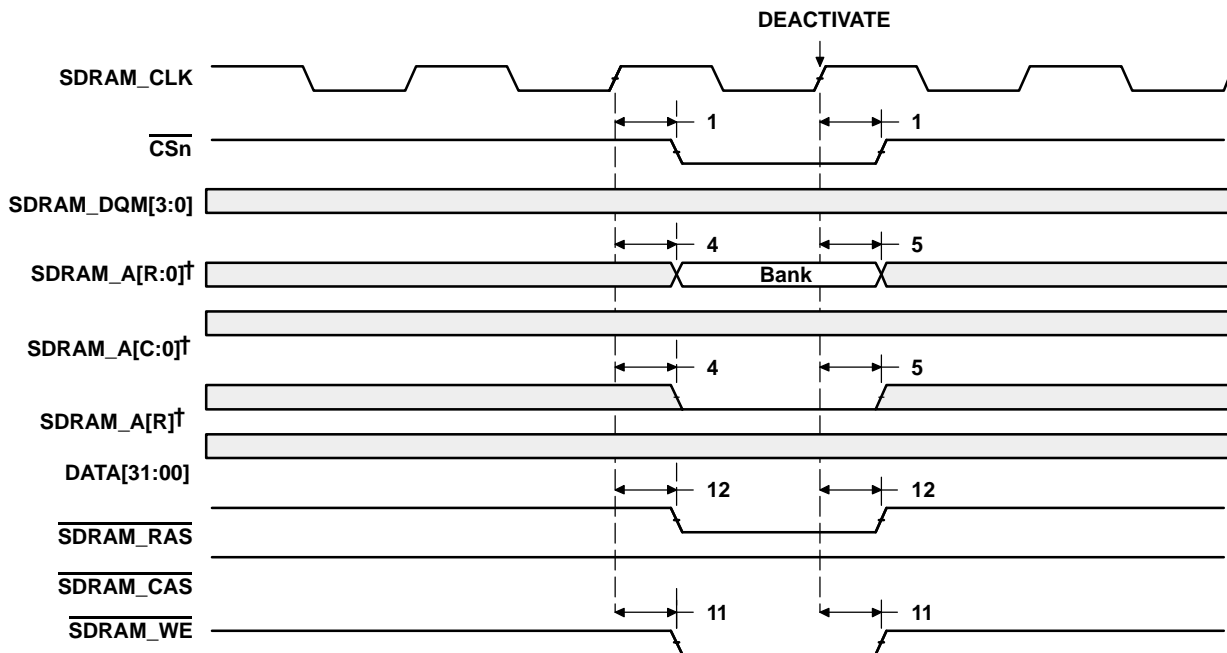 DEACTIVATE
SDRAM_CLK
1 1
CSn
SDRAM_DQM[3:0]
4 5
SDRAM_A[R:0]† Bank
SDRAM_A[C:0]†
4 5
SDRAM_A[R]†
DATA[31:00]
12 12
SDRAM_RAS
SDRAM_CAS
11 11
SDRAM_WE